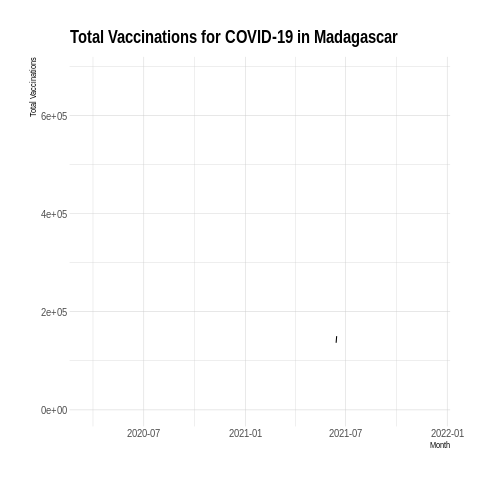 Total Vaccinations for COVID-19 in Madagascar
Total Vaccinations
6e+05
4e+05
2e+05
0e+00
2020-07 2021-01 2021-07 2022-01
Month